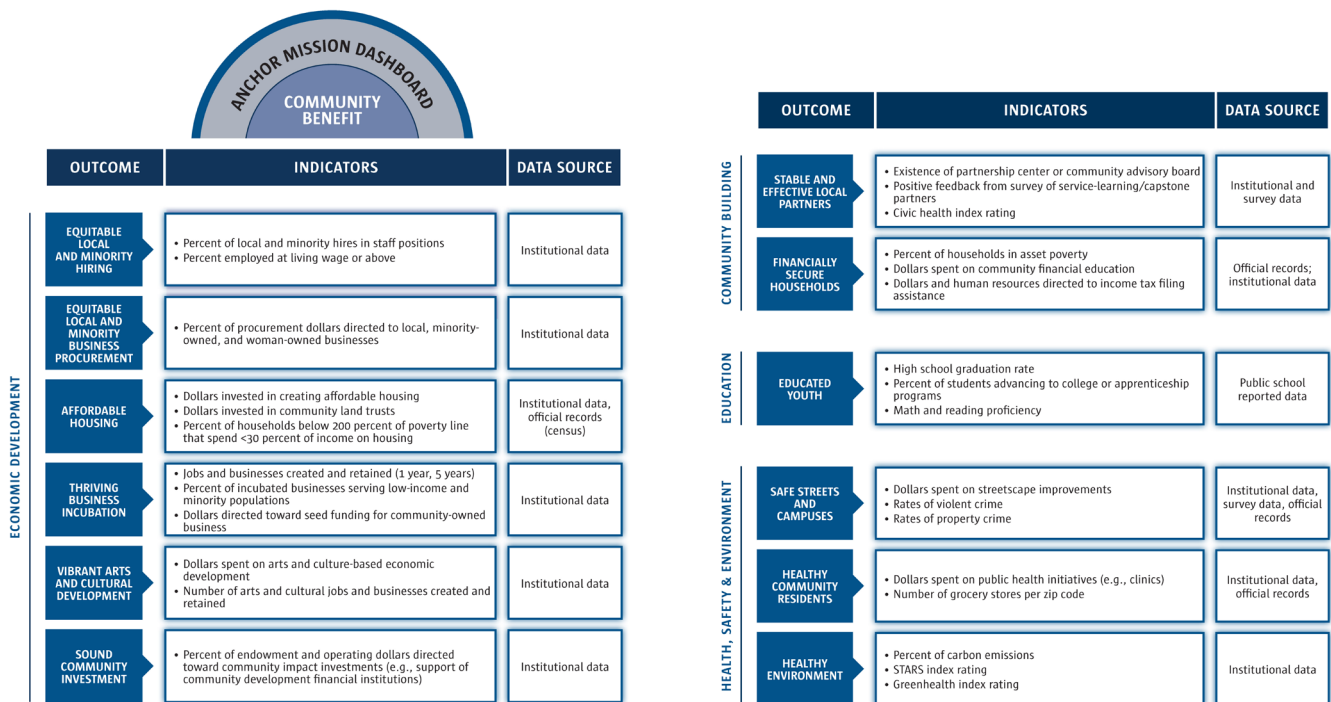 ANCHOR MISSION DASHBOARD
COMMUNITY
BENEFIT
OUTCOME
INDICATORS
DATA SOURCE
ECONOMIC DEVELOPMENT
EQUITABLE
LOCAL
AND MINORITY
HIRING
• Percent of local and minority hires in staff positions
• Percent employed at living wage or above
Institutional data
EQUITABLE
LOCAL AND
MINORITY
BUSINESS
PROCUREMENT
• Percent of procurement dollars directed to local, minority-
owned, and woman-owned businesses
Institutional data
AFFORDABLE
HOUSING
• Dollars invested in creating affordable housing
• Dollars invested in community land trusts
• Percent of households below 200 percent of poverty line
that spend <30 percent of income on housing
Institutional data,
official records
(census)
THRIVING
BUSINESS
INCUBATION
• Jobs and businesses created and retained (1 year, 5 years)
• Percent of incubated businesses serving low-income and
minority populations
• Dollars directed toward seed funding for community-owned
business
Institutional data
VIBRANT ARTS
AND CULTURAL
DEVELOPMENT
• Dollars spent on arts and culture-based economic
development
• Number of arts and cultural jobs and businesses created and
retained
Institutional data
SOUND
COMMUNITY
INVESTMENT
• Percent of endowment and operating dollars directed
toward community impact investments (e.g., support of
community development financial institutions)
Institutional data
OUTCOME
INDICATORS
DATA SOURCE
COMMUNITY BUILDING
STABLE AND
EFFECTIVE LOCAL
PARTNERS
• Existence of partnership center or community advisory board
• Positive feedback from survey of service-learning/capstone
partners
• Civic health index rating
Institutional and
survey data
FINANCIALLY
SECURE
HOUSEHOLDS
• Percent of households in asset poverty
• Dollars spent on community financial education
• Dollars and human resources directed to income tax filing
assistance
Official records;
institutional data
EDUCATION
EDUCATED
YOUTH
• High school graduation rate
• Percent of students advancing to college or apprenticeship
programs
• Math and reading proficiency
Public school
reported data
HEALTH, SAFETY & ENVIRONMENT
SAFE STREETS
AND
CAMPUSES
• Dollars spent on streetscape improvements
• Rates of violent crime
• Rates of property crime
Institutional data,
survey data, official
records
HEALTHY
COMMUNITY
RESIDENTS
• Dollars spent on public health initiatives (e.g., clinics)
• Number of grocery stores per zip code
Institutional data,
official records
HEALTHY
ENVIRONMENT
• Percent of carbon emissions
• STARS index rating
• Greenhealth index rating
Institutional data